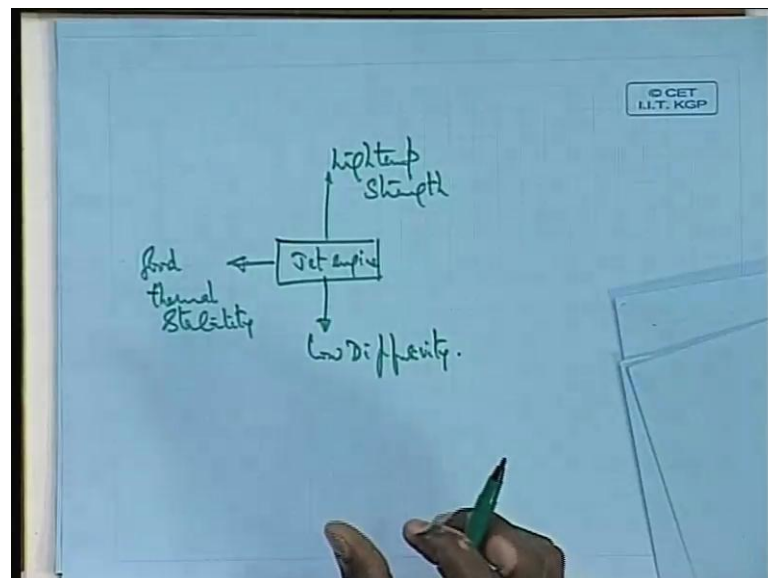 © CET
I.I.T. KGP
high temp
Strength
Jet engine
Good
thermal
Stability
Low Diffusivity.